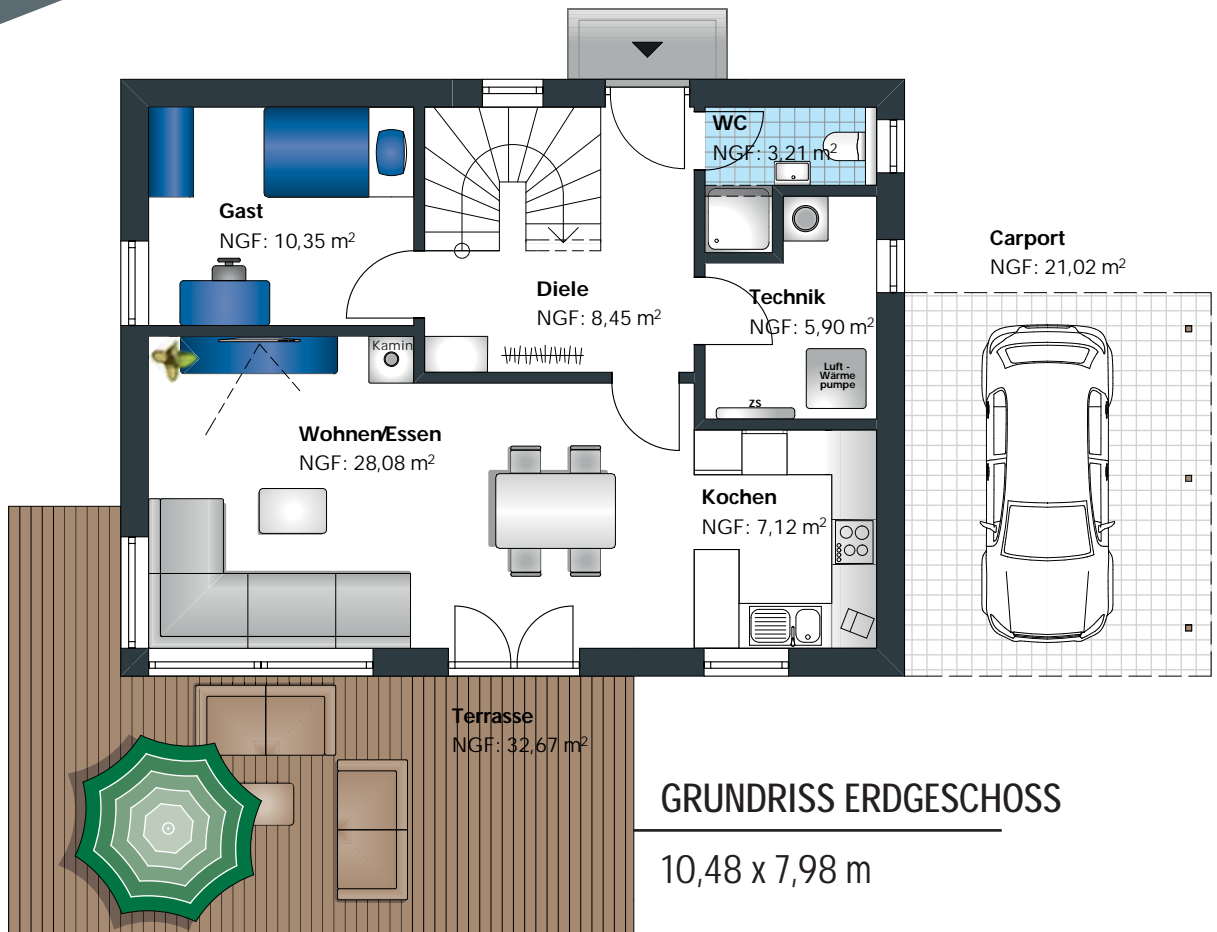 WC
NGF: 3,21 m²
Gast
NGF: 10,35 m²
Carport
NGF: 21,02 m²
Diele
NGF: 8,45 m²
Technik
NGF: 5,90 m²
Kamin
Luft -
Wärme
pumpe
ZS
Wohnen/Essen
NGF: 28,08 m²
Kochen
NGF: 7,12 m²
Terrasse
NGF: 32,67 m²
GRUNDRISS ERDGESCHOSS
10,48 x 7,98 m